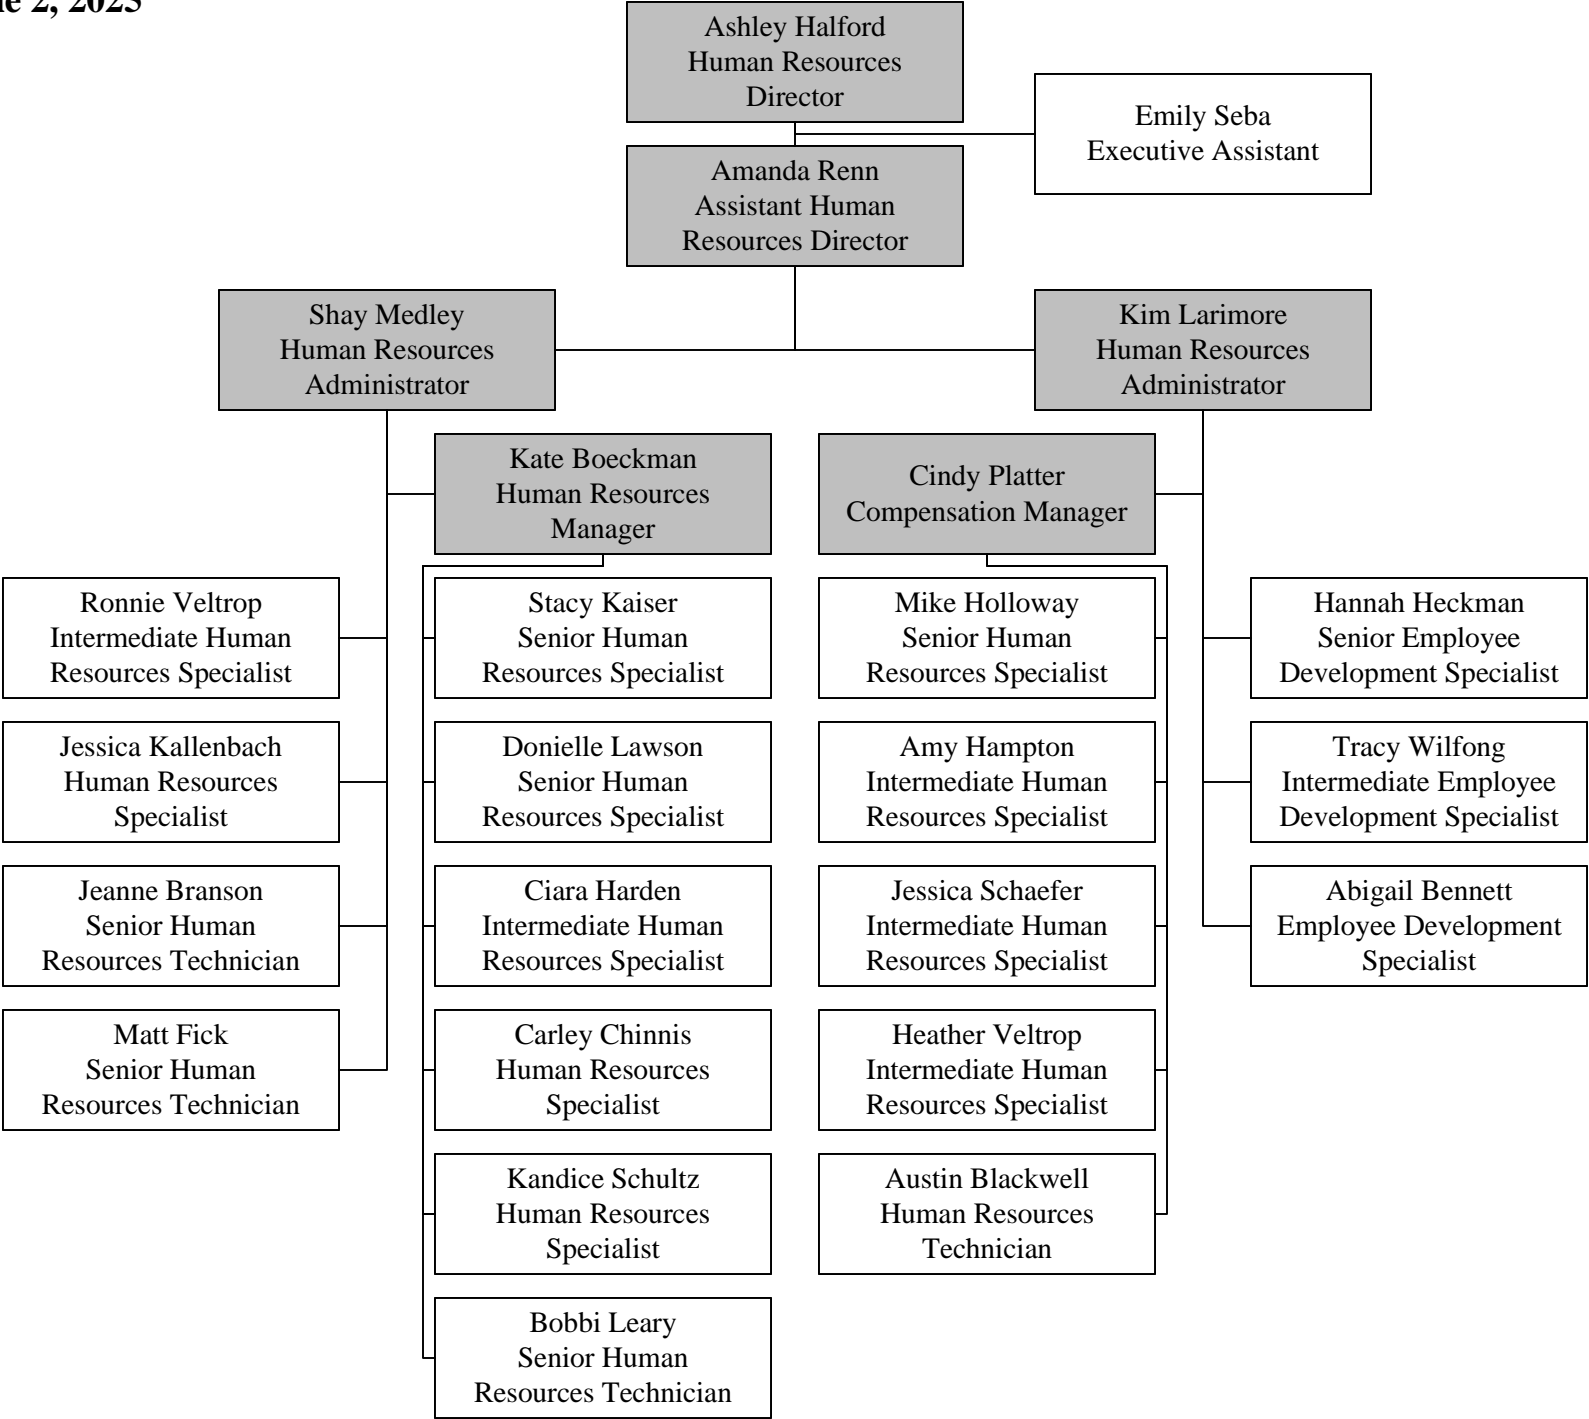 2, 2025
Ashley Halford
Human Resources
Director
Emily Seba
Executive Assistant
Amanda Renn
Assistant Human
Resources Director
Shay Medley
Human Resources
Administrator
Kim Larimore
Human Resources
Administrator
Kate Boeckman
Human Resources
Manager
Cindy Platter
Compensation Manager
Ronnie Veltrop
Intermediate Human
Resources Specialist
Stacy Kaiser
Senior Human
Resources Specialist
Mike Holloway
Senior Human
Resources Specialist
Hannah Heckman
Senior Employee
Development Specialist
Jessica Kallenbach
Human Resources
Specialist
Donielle Lawson
Senior Human
Resources Specialist
Amy Hampton
Intermediate Human
Resources Specialist
Tracy Wilfong
Intermediate Employee
Development Specialist
Jeanne Branson
Senior Human
Resources Technician
Ciara Harden
Intermediate Human
Resources Specialist
Jessica Schaefer
Intermediate Human
Resources Specialist
Abigail Bennett
Employee Development
Specialist
Matt Fick
Senior Human
Resources Technician
Carley Chinnis
Human Resources
Specialist
Heather Veltrop
Intermediate Human
Resources Specialist
Kandice Schultz
Human Resources
Specialist
Austin Blackwell
Human Resources
Technician
Bobbi Leary
Senior Human
Resources Technician